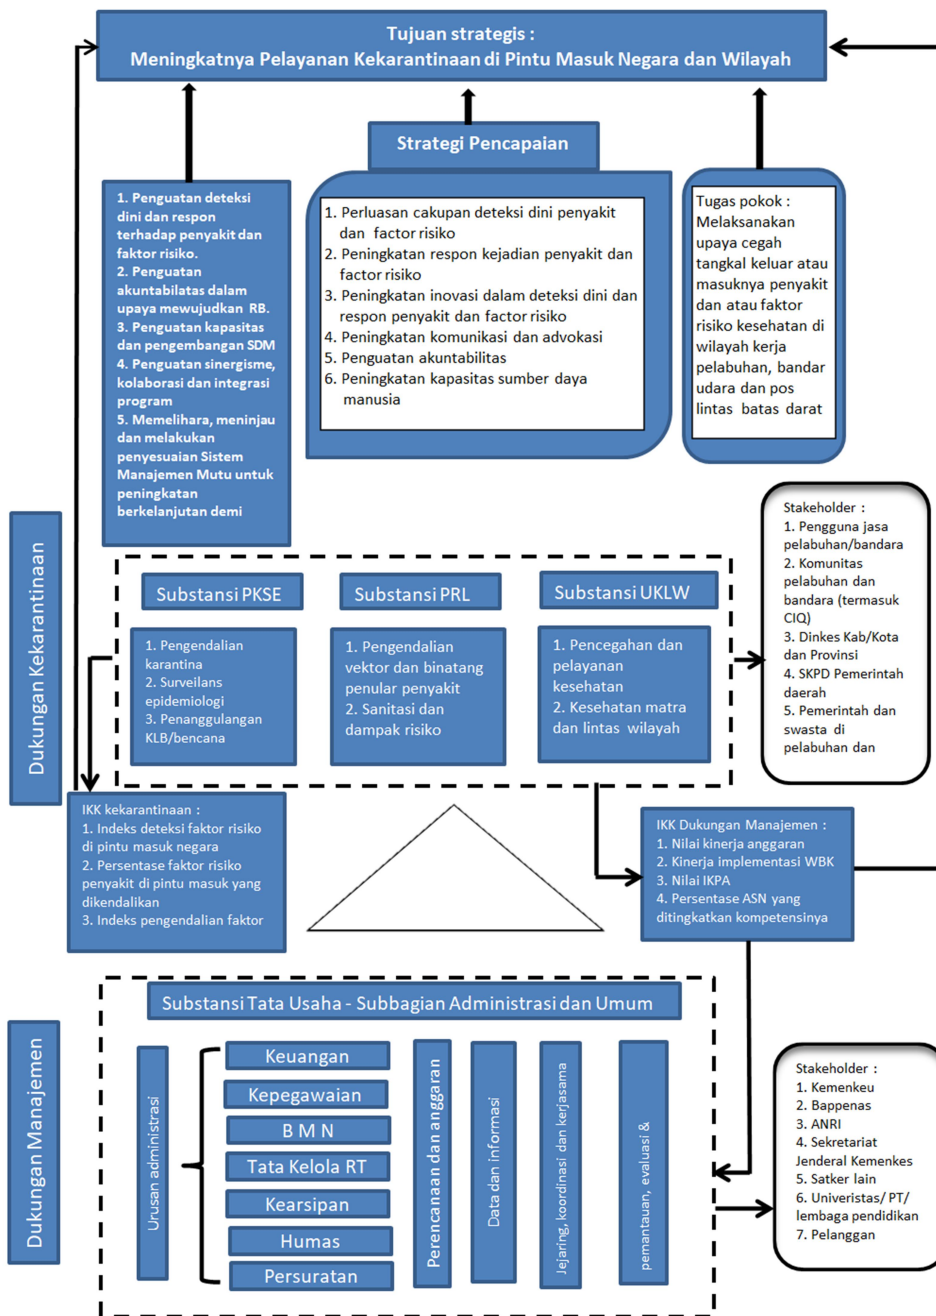 Tujuan strategis :
Meningkatnya Pelayanan Kekarantinaan di Pintu Masuk Negara dan Wilayah
1. Penguatan deteksi
dini dan respon
terhadap penyakit dan
faktor risiko.
2. Penguatan
akuntabilatas dalam
upaya mewujudkan RB.
3. Penguatan kapasitas
dan pengembangan SDM
4. Penguatan sinergisme,
kolaborasi dan integrasi
program
5. Memelihara, meninjau
dan melakukan
penyesuaian Sistem
Manajemen Mutu untuk
peningkatan
berkelanjutan demi
Strategi Pencapaian
1. Perluasan cakupan deteksi dini penyakit
dan factor risiko
2. Peningkatan respon kejadian penyakit dan
factor risiko
3. Peningkatan inovasi dalam deteksi dini dan
respon penyakit dan factor risiko
4. Peningkatan komunikasi dan advokasi
5. Penguatan akuntabilitas
6. Peningkatan kapasitas sumber daya
manusia
Tugas pokok :
Melaksanakan
upaya cegah
tangkal keluar atau
masuknya penyakit
dan atau faktor
risiko kesehatan di
wilayah kerja
pelabuhan, bandar
udara dan pos
lintas batas darat
Dukungan Kekarantinaan
Substansi PKSE
1. Pengendalian
karantina
2. Surveilans
epidemiologi
3. Penanggulangan
KLB/bencana
Substansi PRL
1. Pengendalian
vektor dan binatang
penular penyakit
2. Sanitasi dan
dampak risiko
Substansi UKLW
1. Pencegahan dan
pelayanan
kesehatan
2. Kesehatan matra
dan lintas wilayah
Stakeholder :
1. Pengguna jasa
pelabuhan/bandara
2. Komunitas
pelabuhan dan
bandara (termasuk
CIQ)
3. Dinkes Kab/Kota
dan Provinsi
4. SKPD Pemerintah
daerah
5. Pemerintah dan
swasta di
pelabuhan dan
IKK kekarantinaan :
1. Indeks deteksi faktor risiko
di pintu masuk negara
2. Persentase faktor risiko
penyakit di pintu masuk yang
dikendalikan
3. Indeks pengendalian faktor
IKK Dukungan Manajemen :
1. Nilai kinerja anggaran
2. Kinerja implementasi WBK
3. Nilai IKPA
4. Persentase ASN yang
ditingkatkan kompetensinya
Dukungan Manajemen
Substansi Tata Usaha - Subbagian Administrasi dan Umum
Urusan administrasi
Keuangan
Kepegawaian
B M N
Tata Kelola RT
Kearsipan
Humas
Persuratan
Perencanaan dan anggaran
Data dan informasi
Jejaring, koordinasi dan kerjasama
pemantauan, evaluasi &
Stakeholder :
1. Kemenkeu
2. Bappenas
3. ANRI
4. Sekretariat
Jenderal Kemenkes
5. Satker lain
6. Univeristas/ PT/
lembaga pendidikan
7. Pelanggan